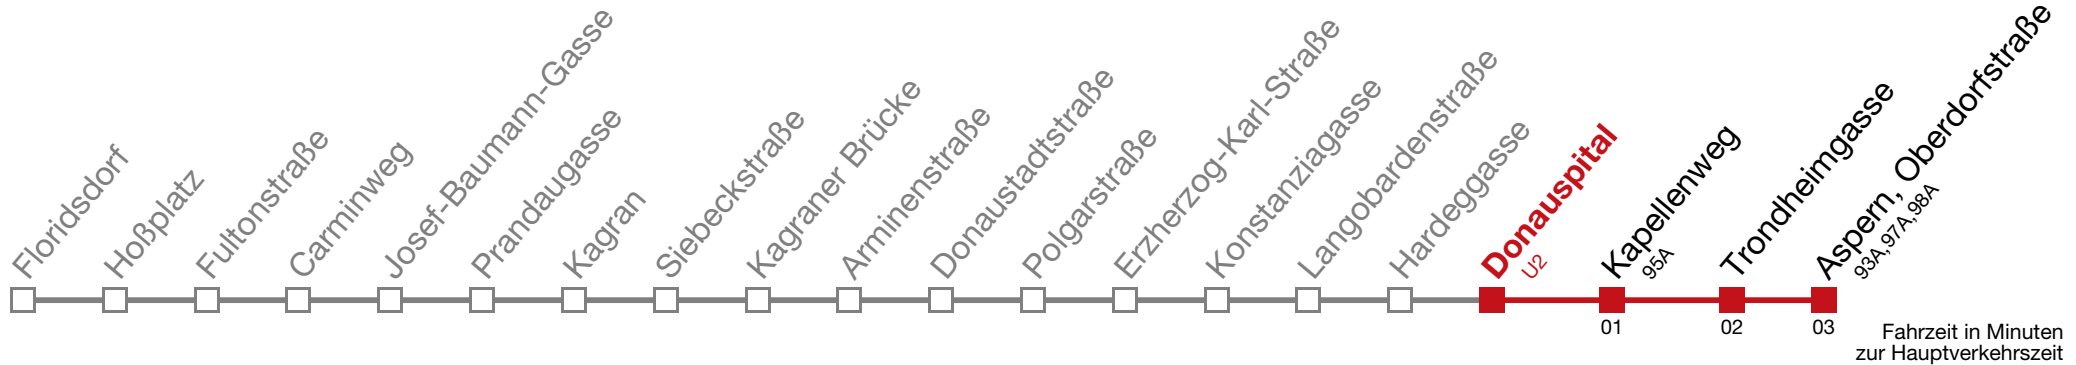 Floridsdorf
Hoßplatz
Fultonstraße
Carminweg
Josef-Baumann-Gasse
Prandaugasse
Kagran
Siebeckstraße
Kagraner Brücke
Arminenstraße
Donaustadtstraße
Polgarstraße
Erzherzog-Karl-Straße
Konstanziagasse
Langobardenstraße
Hardeggasse
Donauspital
U2
Kapellenweg
95A
Trondheimgasse
Aspern, Oberdorfstraße
93A,97A,98A
01
02
03
Fahrzeit in Minuten
zur Hauptverkehrszeit